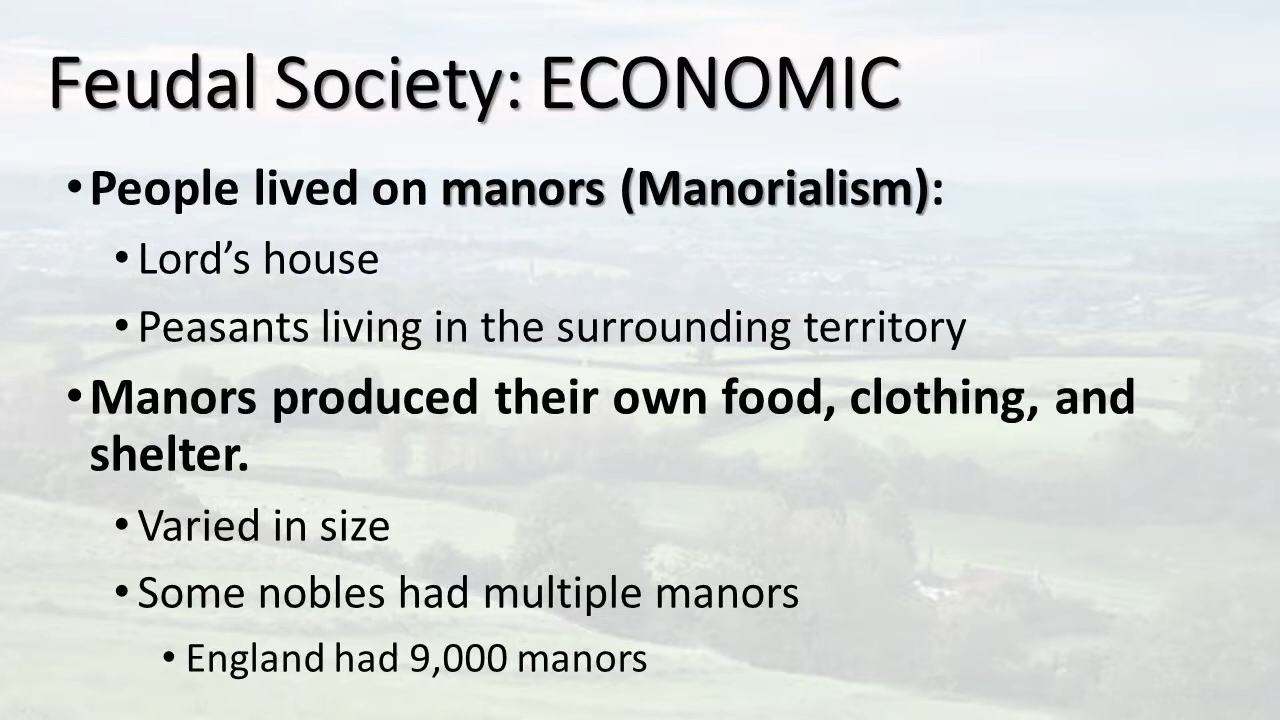 Feudal Society: ECONOMIC
•People lived on manors (Manorialism):
•Lord’s house
•Peasants living in the surrounding territory
•Manors produced their own food, clothing, and
shelter.
•Varied in size
•Some nobles had multiple manors
•England had 9,000 manors